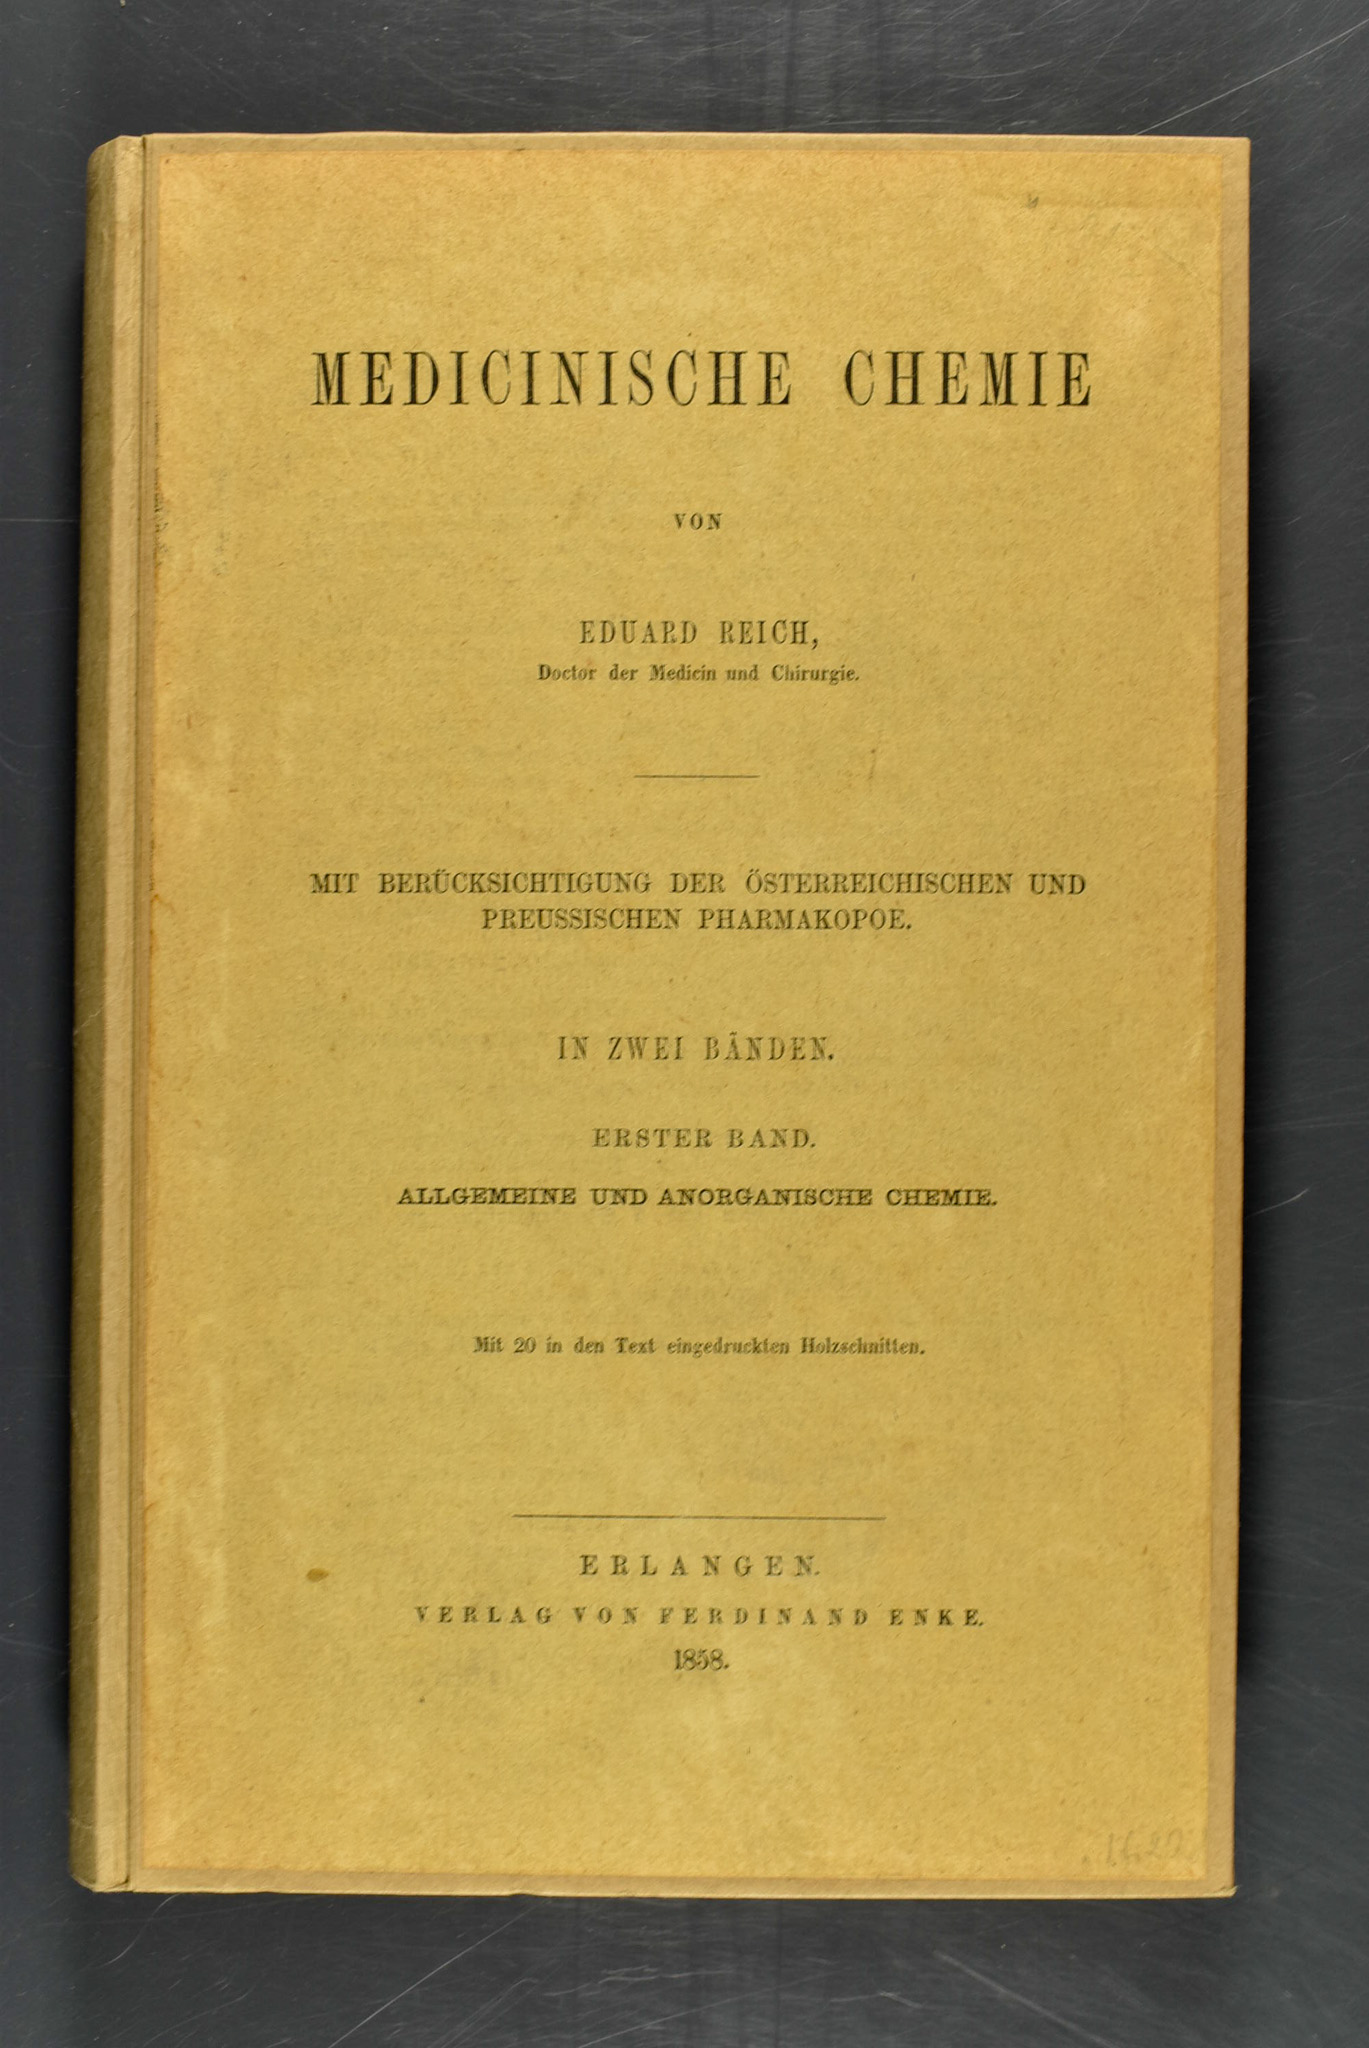 MEDICINISCHE CHEMIE
VON
EDUARD REICH,
Doctor der Medicin und Chirurgie.
MIT BERÜCKSICHTIGUNG DER ÖSTERREICHISCHEN UND
PREUSSISCHEN PHARMAKOPOE.
IN ZWEI BÄNDEN.
ERSTER BAND.
ALLGEMEINE UND ANORGANISCHE CHEMIE.
Mit 20 in den Text eingedruckten Holzschnitten.
ERLANGEN.
VERLAG VON FERDINAND ENKE.
1858.